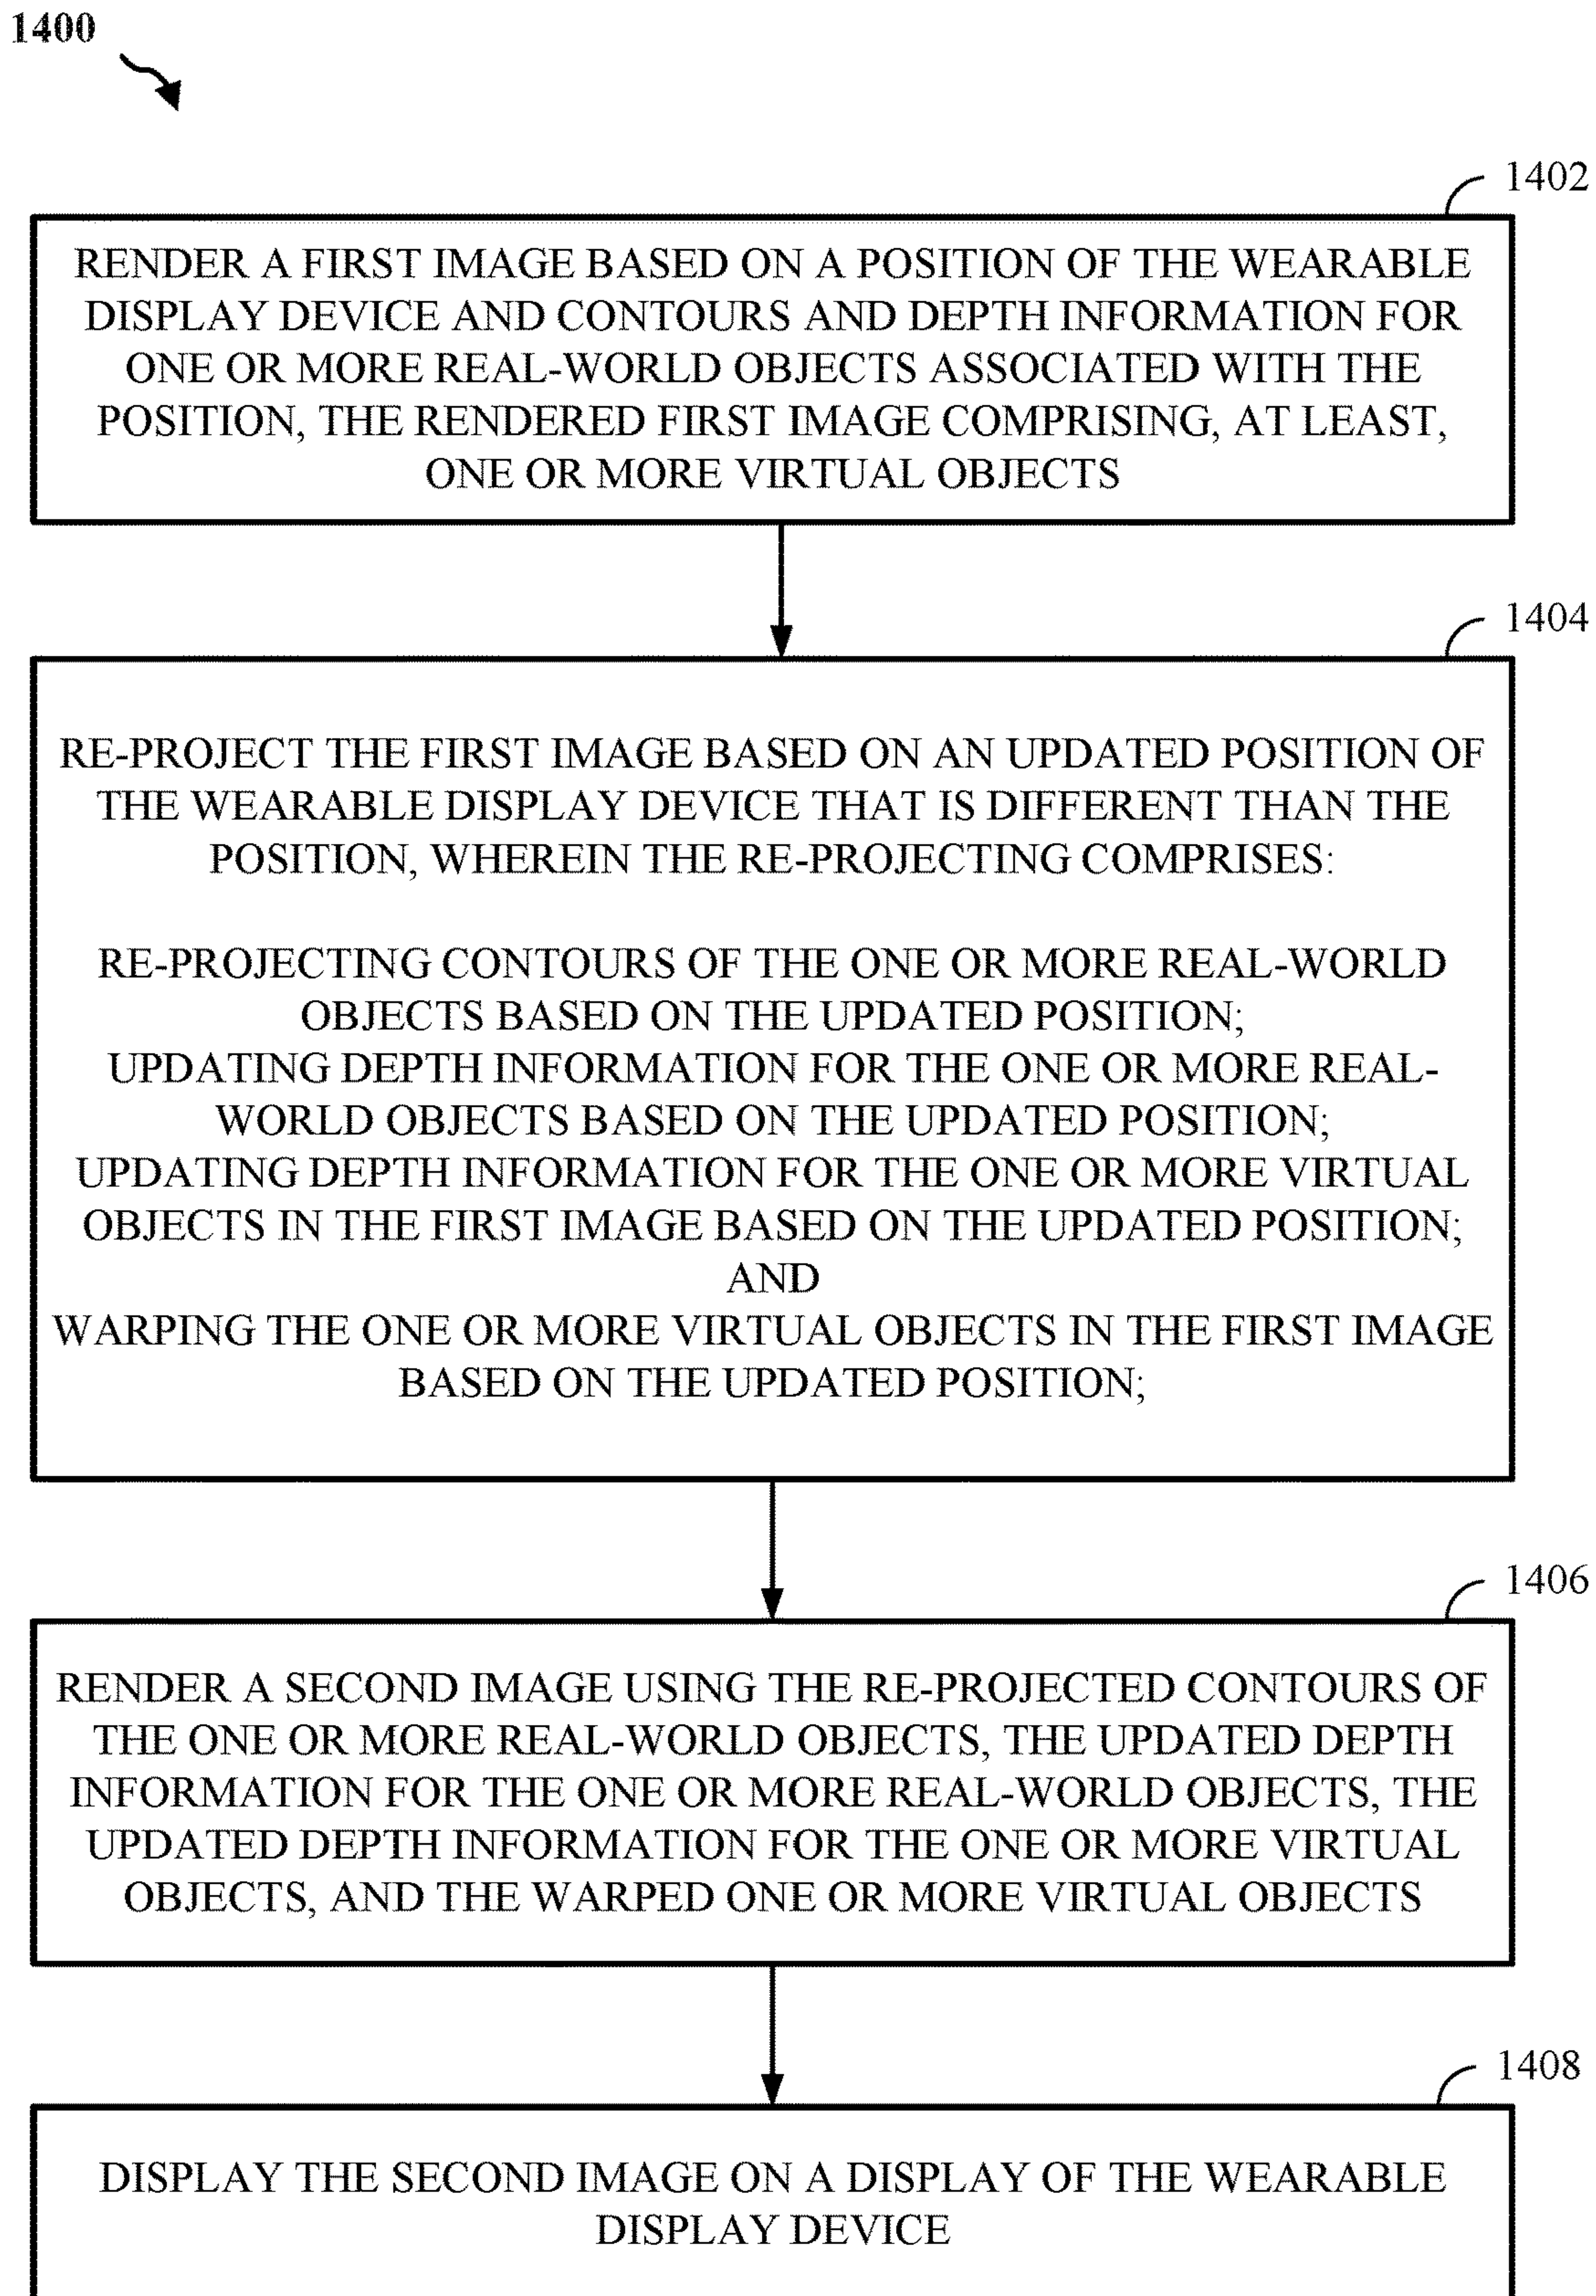 1400
1402
RENDER A FIRST IMAGE BASED ON A POSITION OF THE WEARABLE
DISPLAY DEVICE AND CONTOURS AND DEPTH INFORMATION FOR
ONE OR MORE REAL-WORLD OBJECTS ASSOCIATED WITH THE
POSITION, THE RENDERED FIRST IMAGE COMPRISING, AT LEAST,
ONE OR MORE VIRTUAL OBJECTS
1404
RE-PROJECT THE FIRST IMAGE BASED ON AN UPDATED POSITION OF
THE WEARABLE DISPLAY DEVICE THAT IS DIFFERENT THAN THE
POSITION, WHEREIN THE RE-PROJECTING COMPRISES:
RE-PROJECTING CONTOURS OF THE ONE OR MORE REAL-WORLD
OBJECTS BASED ON THE UPDATED POSITION;
UPDATING DEPTH INFORMATION FOR THE ONE OR MORE REAL-
WORLD OBJECTS BASED ON THE UPDATED POSITION;
UPDATING DEPTH INFORMATION FOR THE ONE OR MORE VIRTUAL
OBJECTS IN THE FIRST IMAGE BASED ON THE UPDATED POSITION;
AND
WARPING THE ONE OR MORE VIRTUAL OBJECTS IN THE FIRST IMAGE
BASED ON THE UPDATED POSITION;
1406
RENDER A SECOND IMAGE USING THE RE-PROJECTED CONTOURS OF
THE ONE OR MORE REAL-WORLD OBJECTS, THE UPDATED DEPTH
INFORMATION FOR THE ONE OR MORE REAL-WORLD OBJECTS, THE
UPDATED DEPTH INFORMATION FOR THE ONE OR MORE VIRTUAL
OBJECTS, AND THE WARPED ONE OR MORE VIRTUAL OBJECTS
1408
DISPLAY THE SECOND IMAGE ON A DISPLAY OF THE WEARABLE
DISPLAY DEVICE